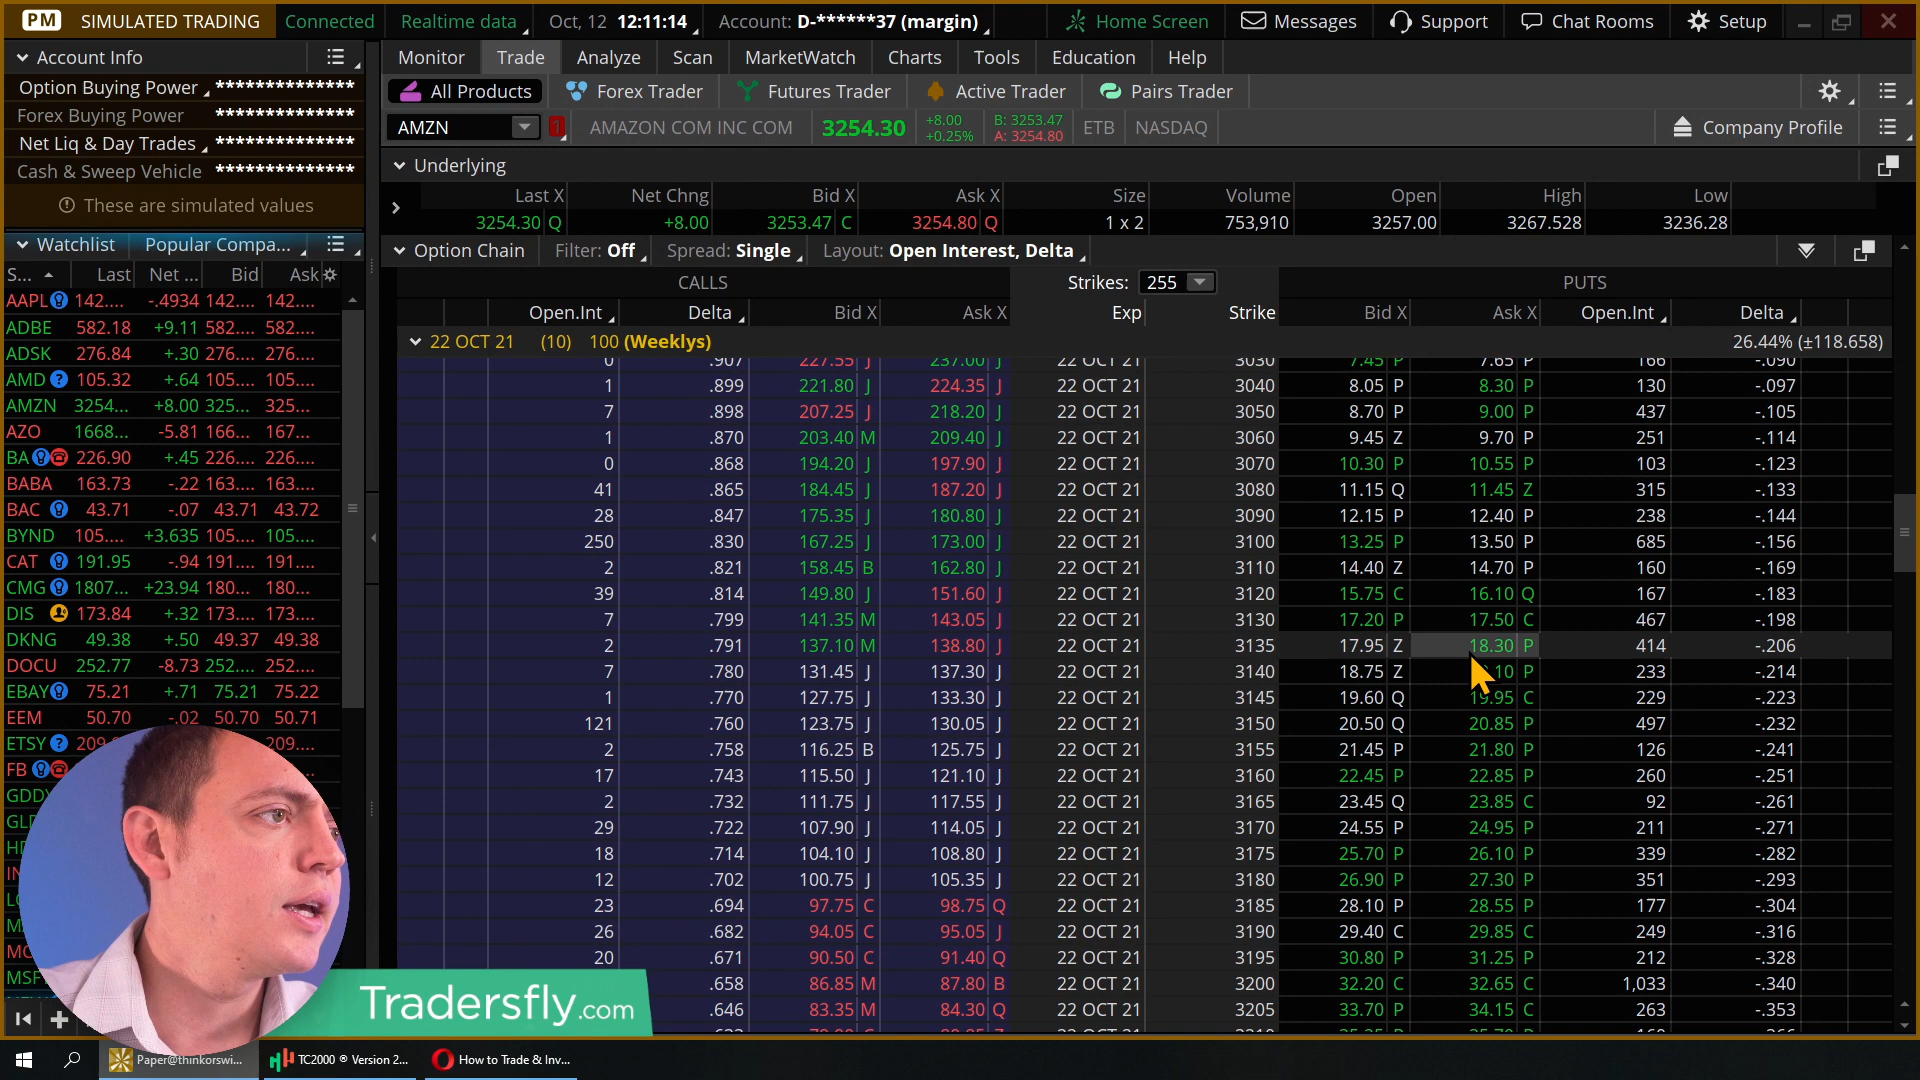 PM SIMULATED TRADING Connected Realtime data Oct, 12 12:11:14 Account: D-******37 (margin) Home Screen Messages Support Chat Rooms Setup
Account Info
Option Buying Power **************
Forex Buying Power **************
Net Liq & Day Trades **************
Cash & Sweep Vehicle **************
These are simulated values
Watchlist Popular Compa...
S... Last Net ... Bid Ask
AAPL 142.... -.4934 142.... 142....
ADBE 582.18 +9.11 582.... 582....
ADSK 276.84 +.30 276.... 276....
AMD ? 105.32 +.64 105.... 105....
AMZN 3254... +8.00 325... 325...
AZO 1668... -5.81 166... 167...
BA 226.90 +.45 226.... 226....
BABA 163.73 -.22 163.... 163....
BAC 43.71 -.07 43.71 43.72
BYND 105.... +3.635 105.... 105....
CAT 191.95 -.94 191.... 191....
CMG 1807... +23.94 180... 180...
DIS 173.84 +.32 173.... 173....
DKNG 49.38 +.50 49.37 49.38
DOCU 252.77 -8.73 252.... 252....
EBAY 75.21 +.71 75.21 75.22
EEM 50.70 -.02 50.70 50.71
ETSY ? 209. 209....
FB
GDDY
GL
HD
IN
MSF
Monitor Trade Analyze Scan MarketWatch Charts Tools Education Help
All Products Forex Trader Futures Trader Active Trader Pairs Trader
AMZN 1 AMAZON COM INC COM 3254.30 +8.00 +0.25% B: 3253.47 A: 3254.80 ETB NASDAQ Company Profile
Underlying
Last X Net Chng Bid X Ask X Size Volume Open High Low
3254.30 Q +8.00 3253.47 C 3254.80 Q 1 x 2 753,910 3257.00 3267.528 3236.28
Option Chain Filter: Off Spread: Single Layout: Open Interest, Delta
CALLS Strikes: 255 PUTS
Open.Int Delta Bid X Ask X Exp Strike Bid X Ask X Open.Int Delta
22 OCT 21 (10) 100 (Weeklys) 26.44% (±118.658)
0 .907 227.55 J 237.00 J 22 OCT 21 3030 7.45 P 7.65 P 166 -.090
1 .899 221.80 J 224.35 J 22 OCT 21 3040 8.05 P 8.30 P 130 -.097
7 .898 207.25 J 218.20 J 22 OCT 21 3050 8.70 P 9.00 P 437 -.105
1 .870 203.40 M 209.40 J 22 OCT 21 3060 9.45 Z 9.70 P 251 -.114
0 .868 194.20 J 197.90 J 22 OCT 21 3070 10.30 P 10.55 P 103 -.123
41 .865 184.45 J 187.20 J 22 OCT 21 3080 11.15 Q 11.45 Z 315 -.133
28 .847 175.35 J 180.80 J 22 OCT 21 3090 12.15 P 12.40 P 238 -.144
250 .830 167.25 J 173.00 J 22 OCT 21 3100 13.25 P 13.50 P 685 -.156
2 .821 158.45 B 162.80 J 22 OCT 21 3110 14.40 Z 14.70 P 160 -.169
39 .814 149.80 J 151.60 J 22 OCT 21 3120 15.75 C 16.10 Q 167 -.183
7 .799 141.35 M 143.05 J 22 OCT 21 3130 17.20 P 17.50 C 467 -.198
2 .791 137.10 M 138.80 J 22 OCT 21 3135 17.95 Z 18.30 P 414 -.206
7 .780 131.45 J 137.30 J 22 OCT 21 3140 18.75 Z .10 P 233 -.214
1 .770 127.75 J 133.30 J 22 OCT 21 3145 19.60 Q 19.95 C 229 -.223
121 .760 123.75 J 130.05 J 22 OCT 21 3150 20.50 Q 20.85 P 497 -.232
2 .758 116.25 B 125.75 J 22 OCT 21 3155 21.45 P 21.80 P 126 -.241
17 .743 115.50 J 121.10 J 22 OCT 21 3160 22.45 P 22.85 P 260 -.251
2 .732 111.75 J 117.55 J 22 OCT 21 3165 23.45 Q 23.85 C 92 -.261
29 .722 107.90 J 114.05 J 22 OCT 21 3170 24.55 P 24.95 P 211 -.271
18 .714 104.10 J 108.80 J 22 OCT 21 3175 25.70 P 26.10 P 339 -.282
12 .702 100.75 J 105.35 J 22 OCT 21 3180 26.90 P 27.30 P 351 -.293
23 .694 97.75 C 98.75 Q 22 OCT 21 3185 28.10 P 28.55 P 177 -.304
26 .682 94.05 C 95.05 J 22 OCT 21 3190 29.40 C 29.85 C 249 -.316
20 .671 90.50 C 91.40 Q 22 OCT 21 3195 30.80 P 31.25 P 212 -.328
.658 86.85 M 87.80 B 22 OCT 21 3200 32.20 C 32.65 C 1,033 -.340
.646 83.35 M 84.30 Q 22 OCT 21 3205 33.70 P 34.15 C 263 -.353
Tradersfly.com
Paper@thinkorswi... TC2000 ® Version 2... How to Trade & Inv...